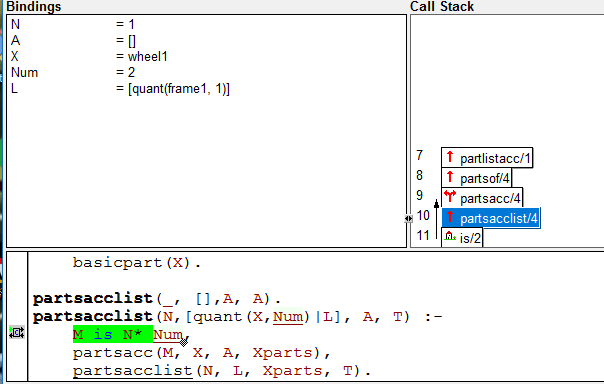 Bindings
N = 1
A = []
X = wheel1
Num = 2
L = [quant(frame1, 1)]
Call Stack
7 partlistacc/1
8 partsof/4
9 partsacc/4
10 partsacclist/4
11 is/2
basicpart(X).
partsacclist(_, [],A, A).
partsacclist(N,[quant(X,Num)|L], A, T) :-
M is N* Num,
partsacc(M, X, A, Xparts),
partsacclist(N, L, Xparts, T).